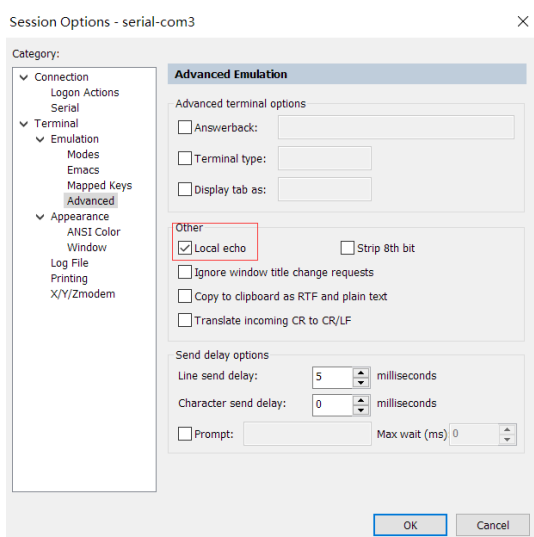 Session Options - serial-com3
Category:
Connection
Logon Actions
Serial
Terminal
Emulation
Modes
Emacs
Mapped Keys
Advanced
Appearance
ANSI Color
Window
Log File
Printing
X/Y/Zmodem
Advanced Emulation
Advanced terminal options
Answerback:
Terminal type:
Display tab as:
Other
Local echo Strip 8th bit
Ignore window title change requests
Copy to clipboard as RTF and plain text
Translate incoming CR to CR/LF
Send delay options
Line send delay: 5 milliseconds
Character send delay: 0 milliseconds
Prompt: Max wait (ms): 0
OK Cancel